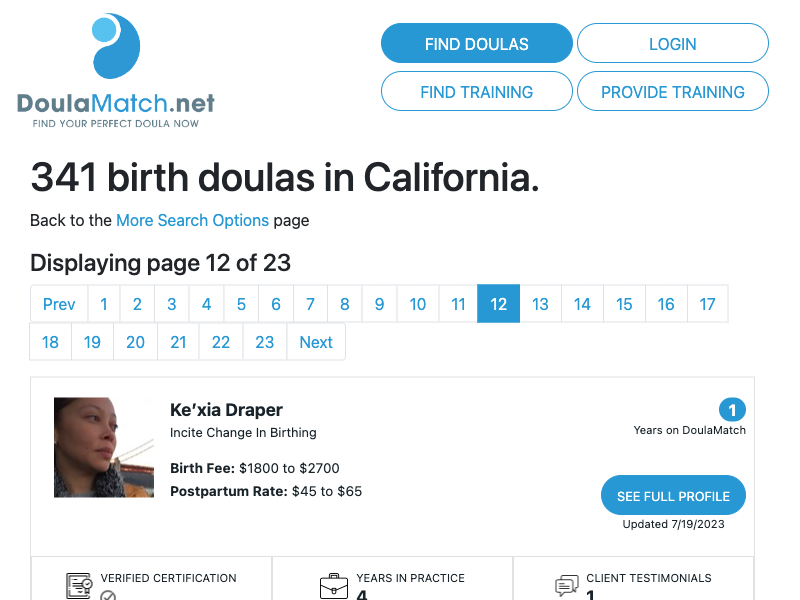 DoulaMatch.net
FIND YOUR PERFECT DOULA NOW
FIND DOULAS
LOGIN
FIND TRAINING
PROVIDE TRAINING
341 birth doulas in California.
Back to the More Search Options page
Displaying page 12 of 23
Prev 1 2 3 4 5 6 7 8 9 10 11 12 13 14 15 16 17
18 19 20 21 22 23 Next
Ke’xia Draper
Incite Change In Birthing
Birth Fee: $1800 to $2700
Postpartum Rate: $45 to $65
1
Years on DoulaMatch
SEE FULL PROFILE
Updated 7/19/2023
VERIFIED CERTIFICATION
YEARS IN PRACTICE
4
CLIENT TESTIMONIALS
1